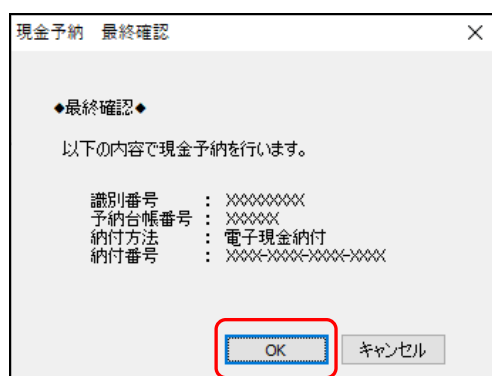 現金予納　最終確認
◆最終確認◆
以下の内容で現金予納を行います。
識別番号　：　XXXXXXXXX
予納台帳番号：　XXXXXX
納付方法　：　電子現金納付
納付番号　：　XXXX-XXXX-XXXX-XXXX
OK　キャンセル